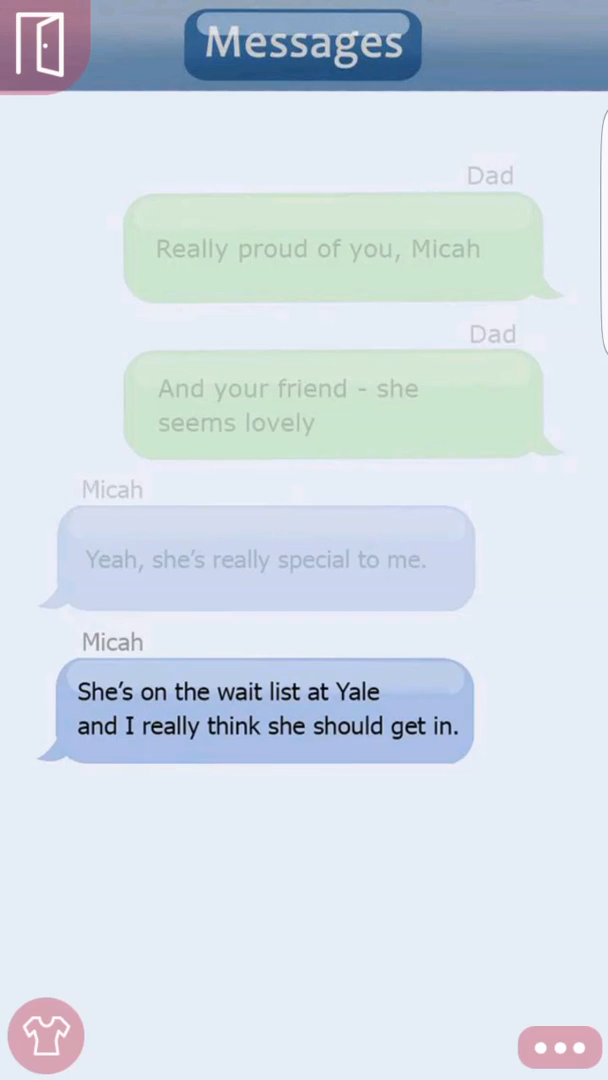 Messages
Dad
Really proud of you, Micah
Dad
And your friend - she
seems lovely
Micah
Yeah, she's really special to me.
Micah
She's on the wait list at Yale
and I really think she should get in.